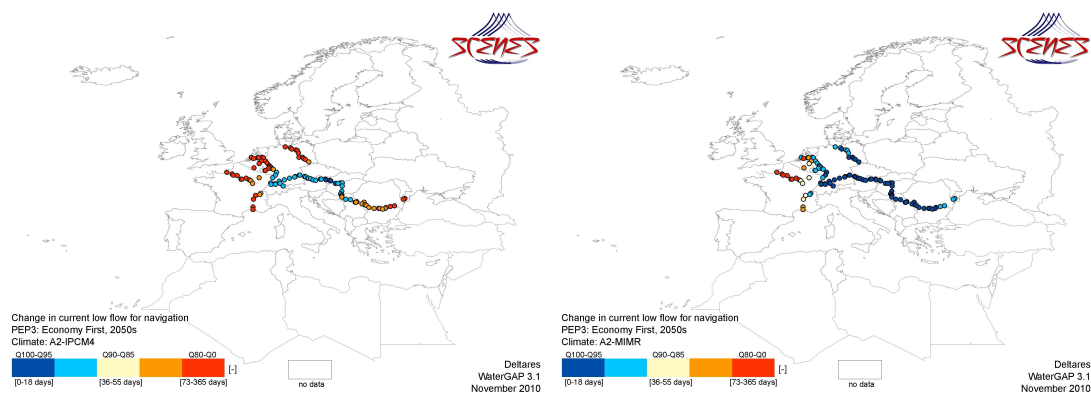 SCENES
Change in current low flow for navigation
PEP3: Economy First, 2050s
Climate: A2-IPCM4
Q100-Q95 Q90-Q85 Q80-Q0
[-]
[0-18 days] [36-55 days] [73-365 days]
no data
Deltares
WaterGAP 3.1
November 2010
SCENES
Change in current low flow for navigation
PEP3: Economy First, 2050s
Climate: A2-MIMR
Q100-Q95 Q90-Q85 Q80-Q0
[-]
[0-18 days] [36-55 days] [73-365 days]
no data
Deltares
WaterGAP 3.1
November 2010